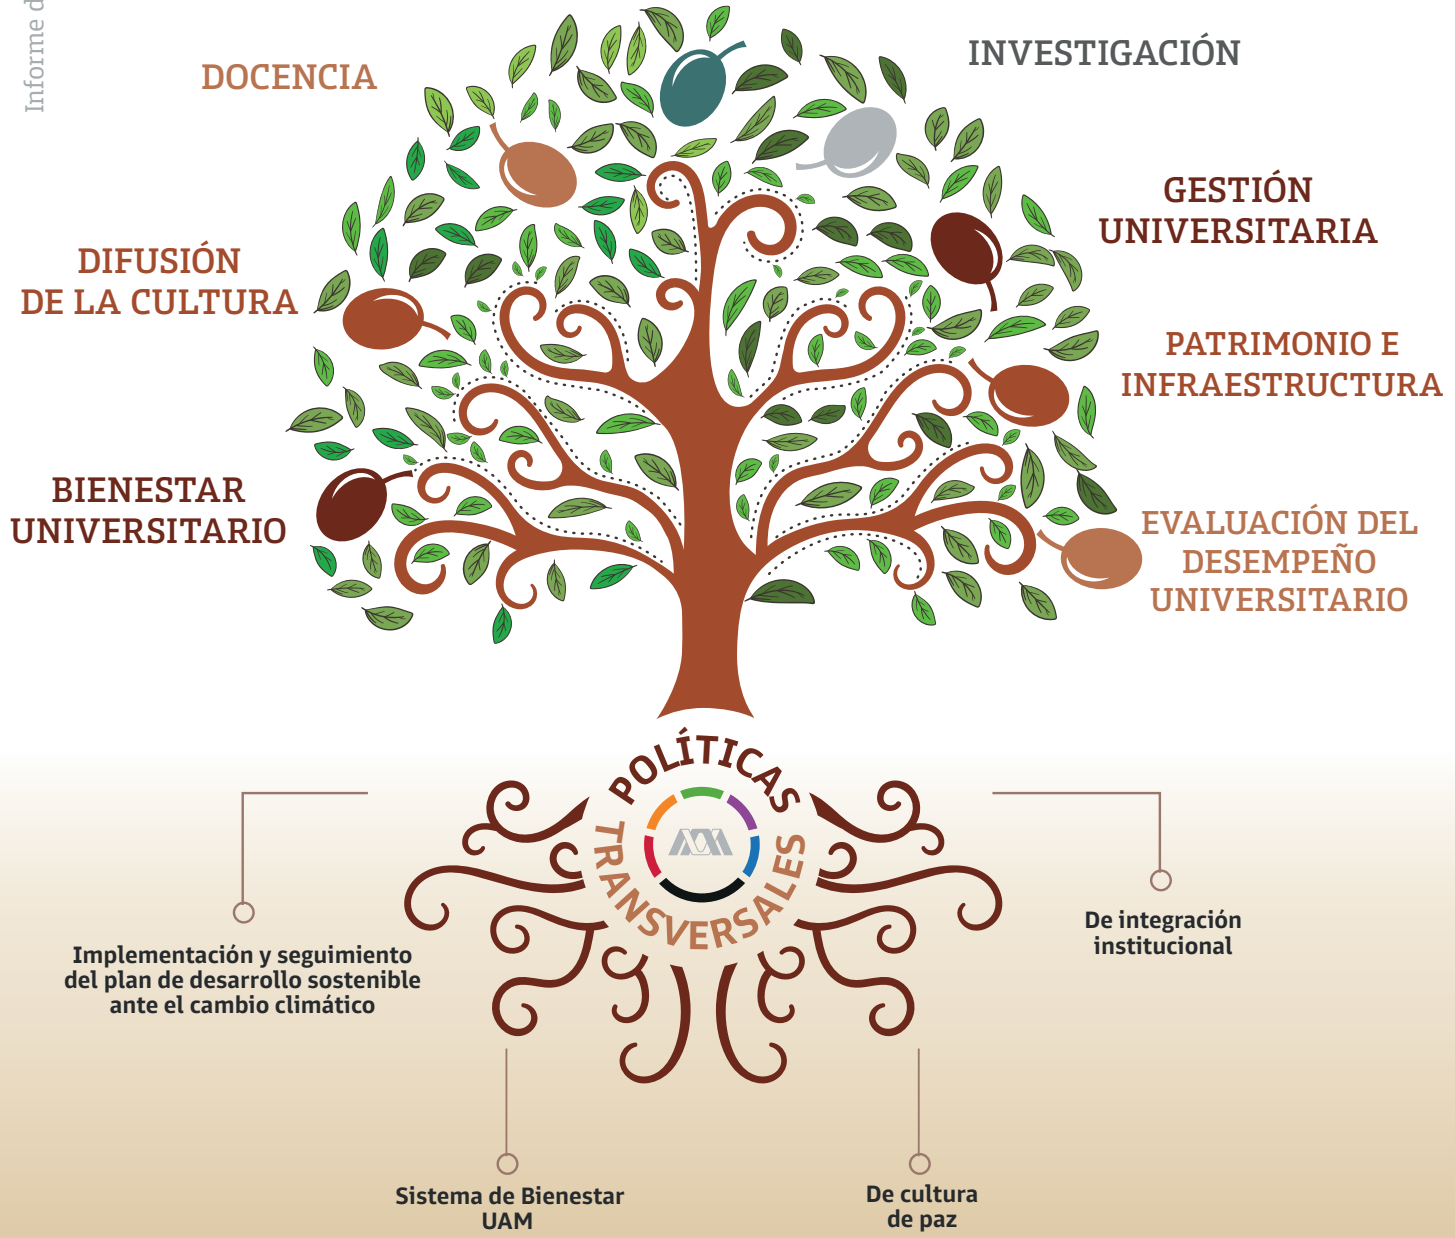 Informe d
DOCENCIA
INVESTIGACIÓN
GESTIÓN
UNIVERSITARIA
DIFUSIÓN
DE LA CULTURA
PATRIMONIO E
INFRAESTRUCTURA
BIENESTAR
UNIVERSITARIO
EVALUACIÓN DEL
DESEMPEÑO
UNIVERSITARIO
POLÍTICAS
TRANSVERSALES
De integración
institucional
Implementación y seguimiento
del plan de desarrollo sostenible
ante el cambio climático
Sistema de Bienestar
UAM
De cultura
de paz